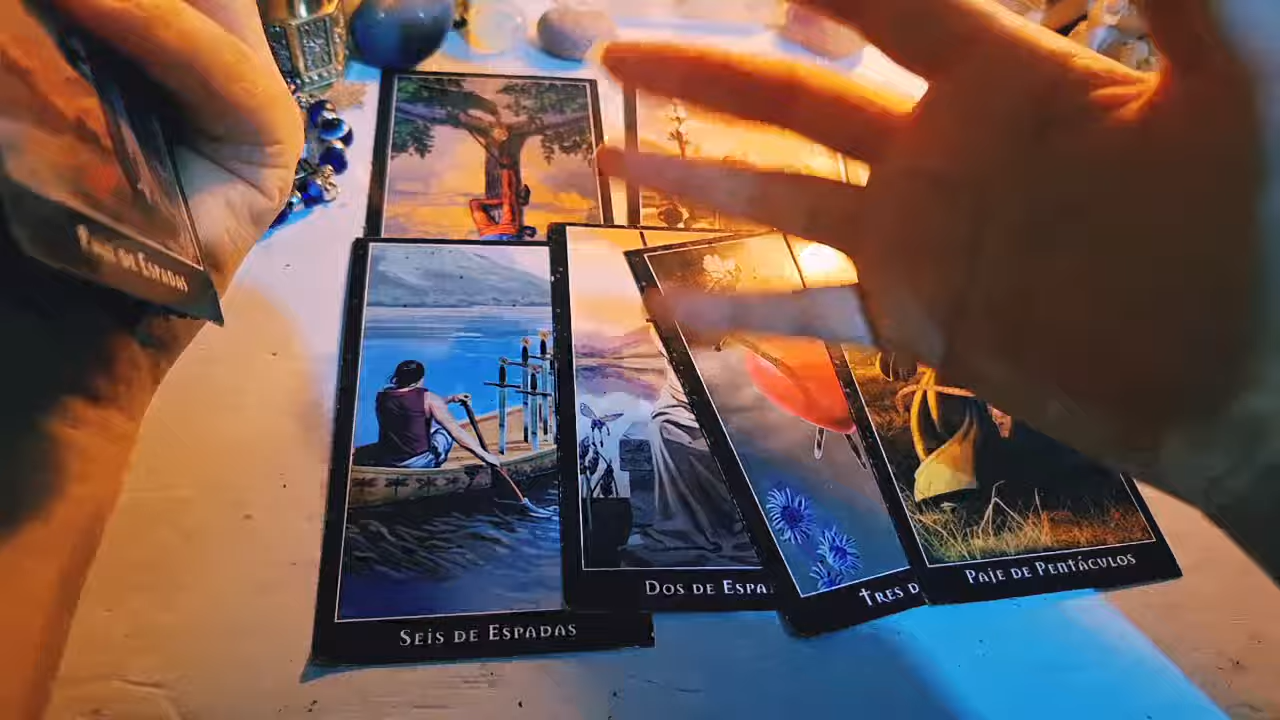 Paje de Espadas
Seis de Espadas
Dos de Espa
Tres d
Paje de Pentáculos